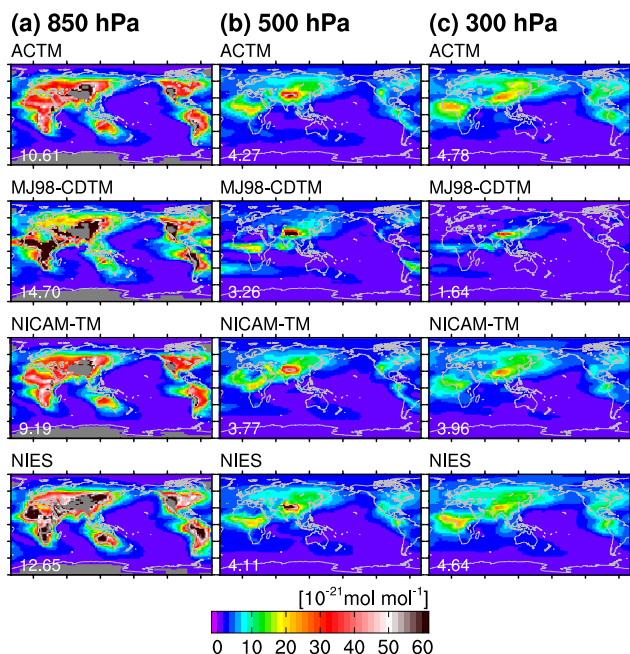 (a) 850 hPa (b) 500 hPa (c) 300 hPa
ACTM ACTM ACTM
10.61 4.27 4.78
MJ98-CDTM MJ98-CDTM MJ98-CDTM
14.70 3.26 1.64
NICAM-TM NICAM-TM NICAM-TM
9.19 3.77 3.96
NIES NIES NIES
12.65 4.11 4.64
[10⁻²¹mol mol⁻¹]
0 10 20 30 40 50 60